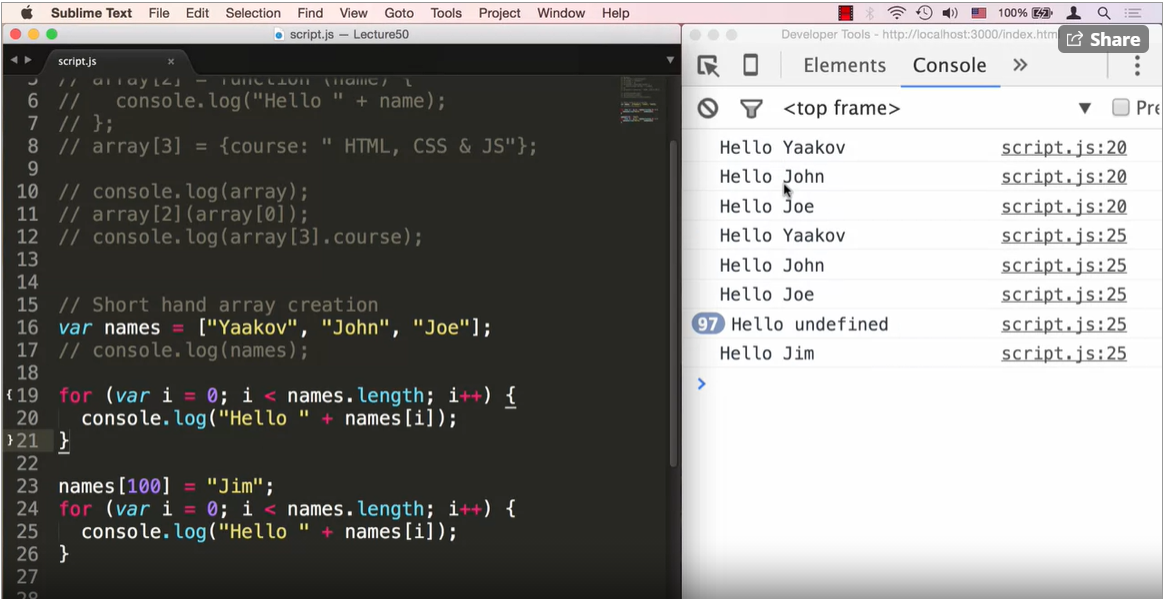 Sublime Text File Edit Selection Find View Goto Tools Project Window Help 100%
script.js — Lecture50
script.js
5 // array[2] = function (name) {
6 //   console.log("Hello " + name);
7 // };
8 // array[3] = {course: " HTML, CSS & JS"};
9
10 // console.log(array);
11 // array[2](array[0]);
12 // console.log(array[3].course);
13
14
15 // Short hand array creation
16 var names = ["Yaakov", "John", "Joe"];
17 // console.log(names);
18
19 for (var i = 0; i < names.length; i++) {
20   console.log("Hello " + names[i]);
21 }
22
23 names[100] = "Jim";
24 for (var i = 0; i < names.length; i++) {
25   console.log("Hello " + names[i]);
26 }
27
28
Developer Tools - http://localhost:3000/index.htm
Share
Elements Console »
<top frame> Pre
Hello Yaakov script.js:20
Hello John script.js:20
Hello Joe script.js:20
Hello Yaakov script.js:25
Hello John script.js:25
Hello Joe script.js:25
97 Hello undefined script.js:25
Hello Jim script.js:25
>